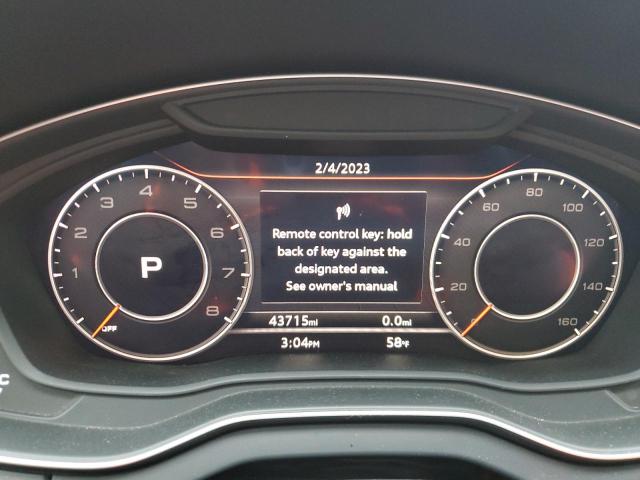 2/4/2023
Remote control key: hold
back of key against the
designated area.
See owner's manual
1
2
3
4
5
6
7
8
OFF
P
0
20
40
60
80
100
120
140
160
43715mi
0.0mi
3:04PM
58°F
C